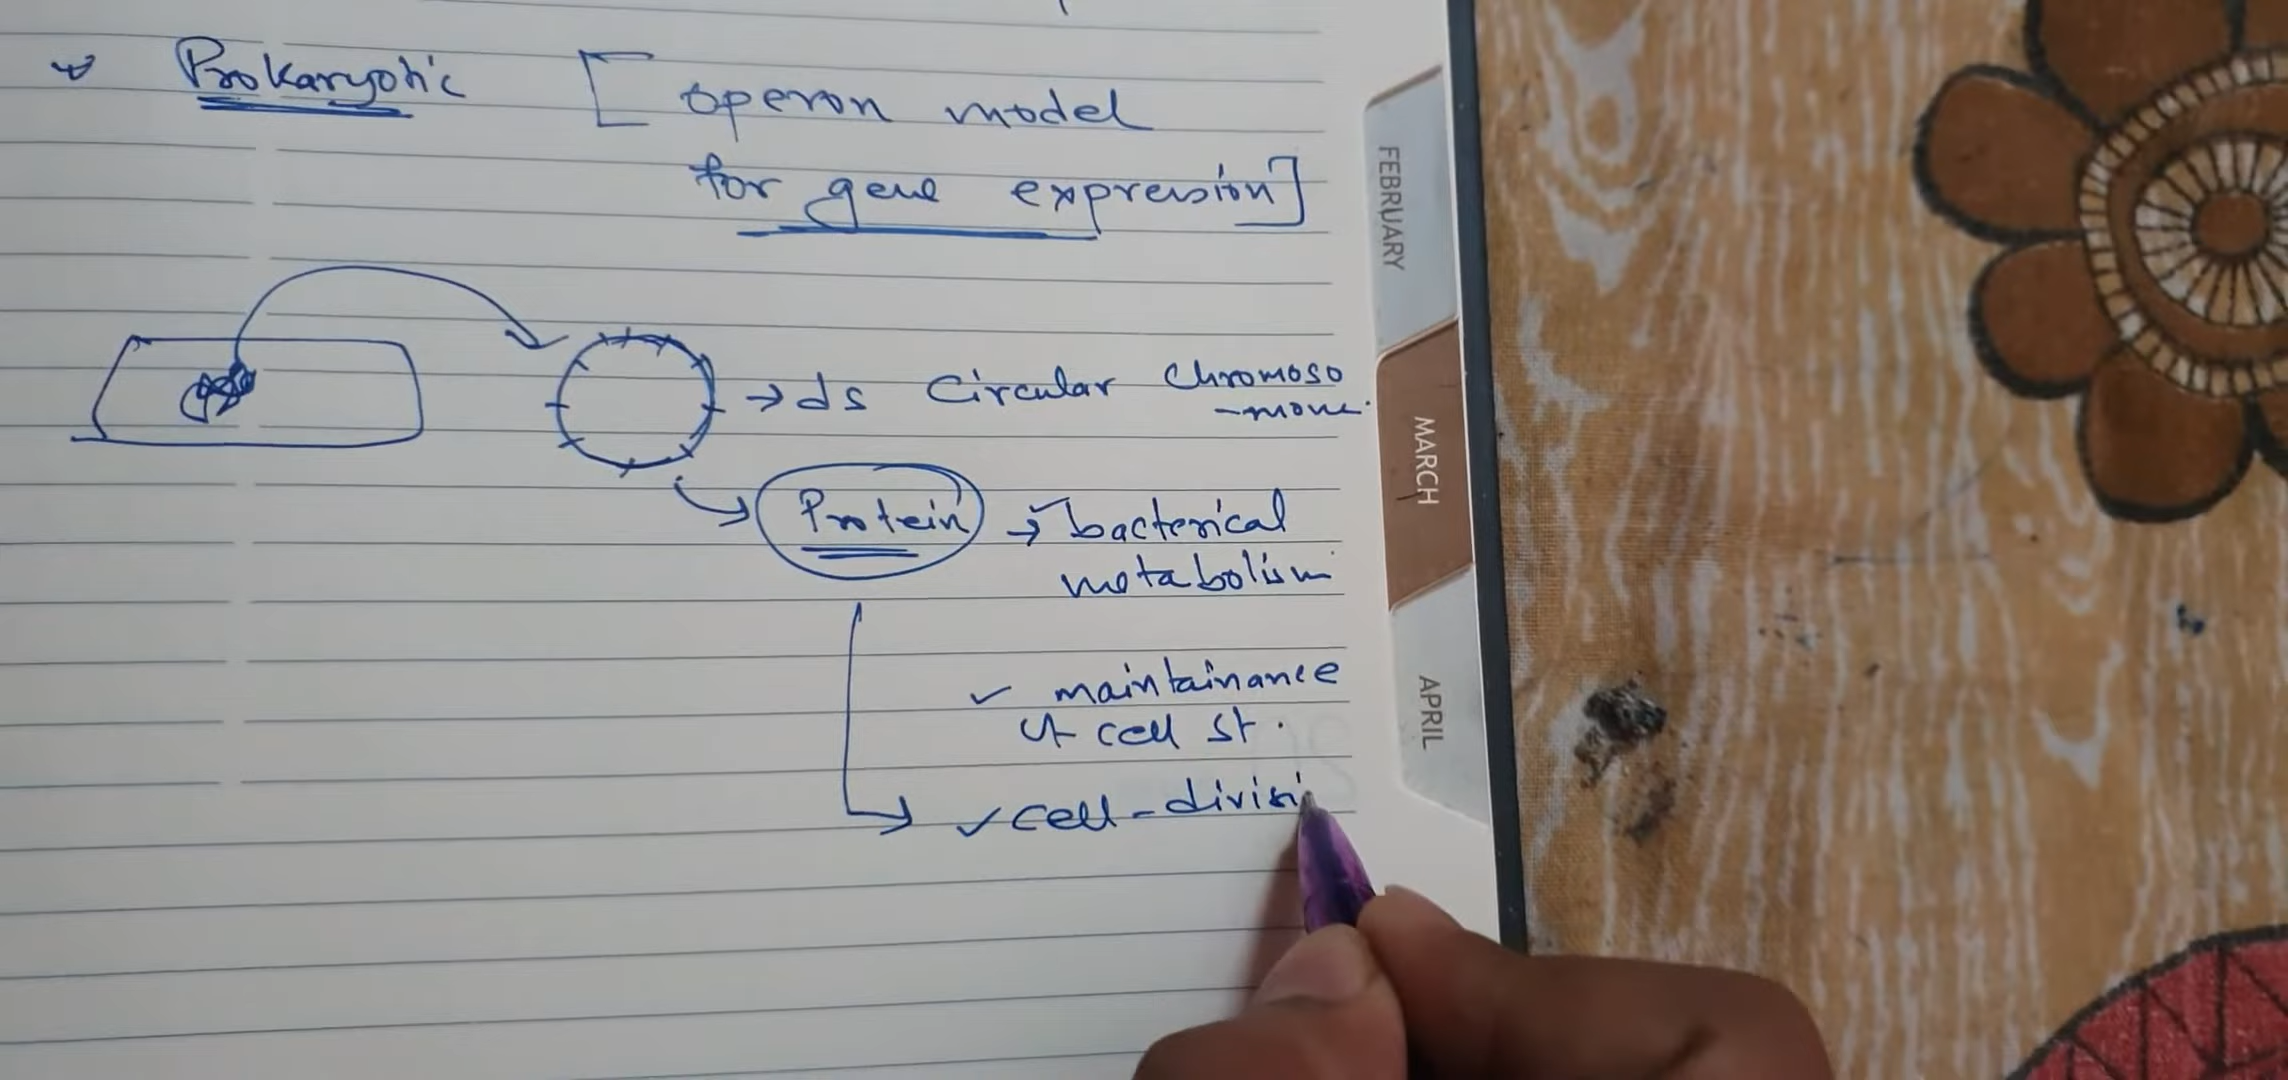 Prokaryotic [operon model
for gene expression]
→ ds Circular Chromoso
-mome.
Protein → bacterical
metabolism
✓ maintainance
of cell st.
✓ cell-divisi
FEBRUARY
MARCH
APRIL